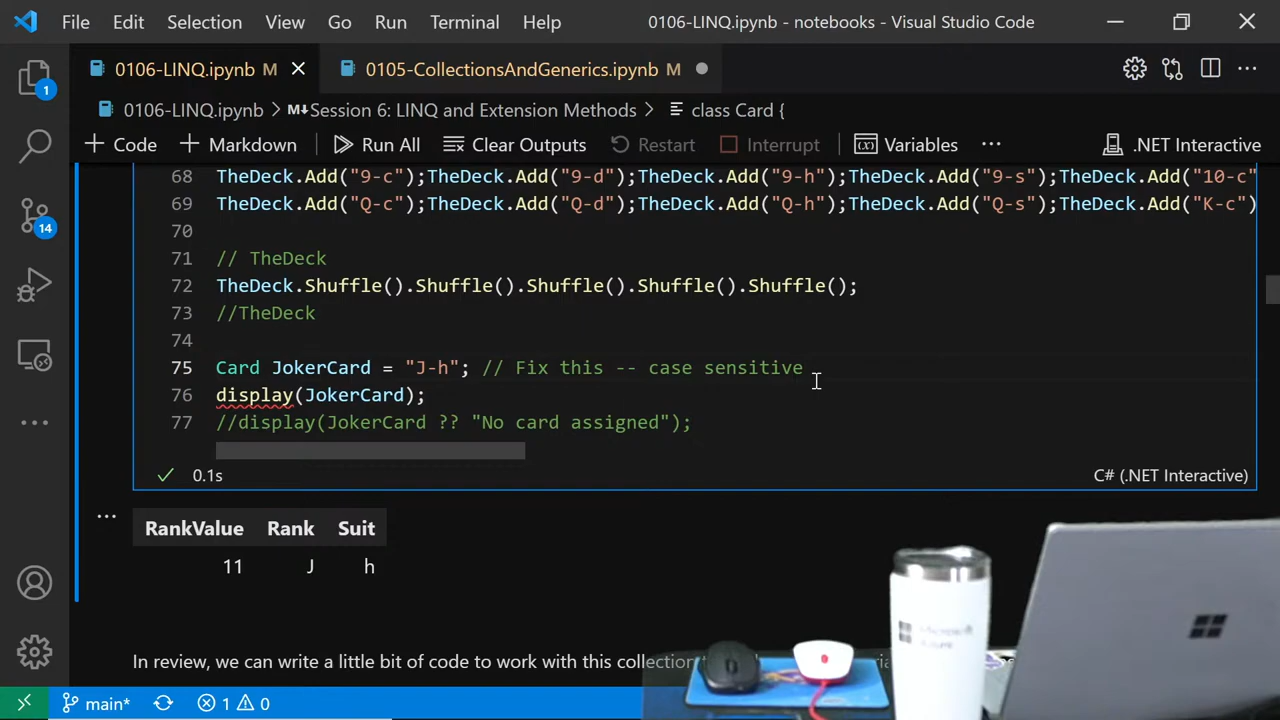 File Edit Selection View Go Run Terminal Help 0106-LINQ.ipynb - notebooks - Visual Studio Code
0106-LINQ.ipynb M 0105-CollectionsAndGenerics.ipynb M
0106-LINQ.ipynb > M↓Session 6: LINQ and Extension Methods > class Card {
+ Code + Markdown Run All Clear Outputs Restart Interrupt Variables ... .NET Interactive
68 TheDeck.Add("9-c");TheDeck.Add("9-d");TheDeck.Add("9-h");TheDeck.Add("9-s");TheDeck.Add("10-c"
69 TheDeck.Add("Q-c");TheDeck.Add("Q-d");TheDeck.Add("Q-h");TheDeck.Add("Q-s");TheDeck.Add("K-c")
70
71 // TheDeck
72 TheDeck.Shuffle().Shuffle().Shuffle().Shuffle().Shuffle();
73 //TheDeck
74
75 Card JokerCard = "J-h"; // Fix this -- case sensitive
76 display(JokerCard);
77 //display(JokerCard ?? "No card assigned");
0.1s C# (.NET Interactive)
RankValue Rank Suit
11 J h
In review, we can write a little bit of code to work with this collection
main* 1 0
1
14
Microsoft
Azure